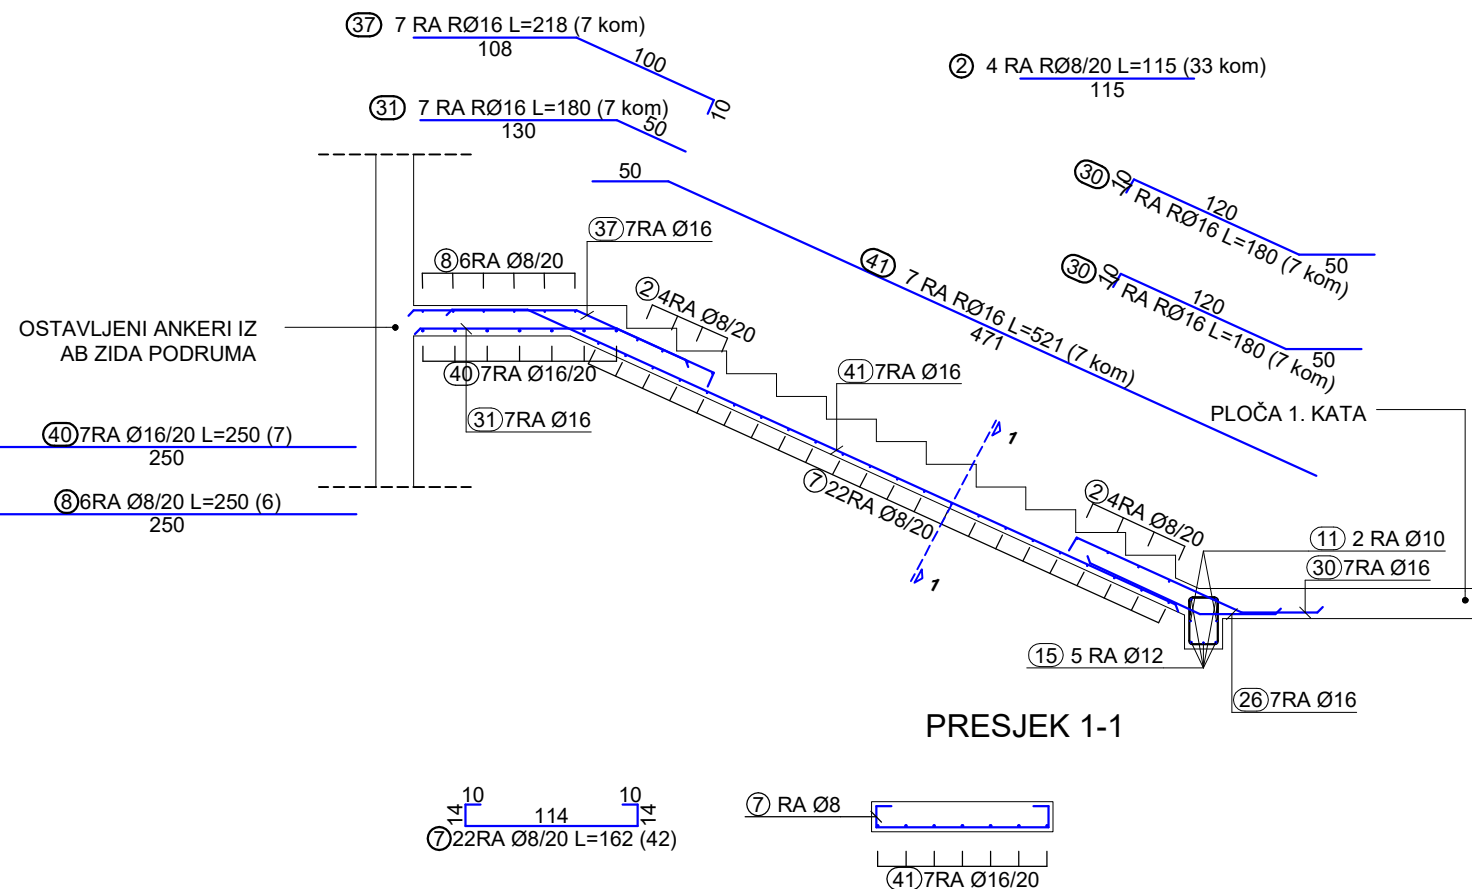 37 7 RA RØ16 L=218 (7 kom)
108
100
10
2 4 RA RØ8/20 L=115 (33 kom)
115
31 7 RA RØ16 L=180 (7 kom)
130
50
50
41 7 RA RØ16 L=521 (7 kom)
471
30 7 RA RØ16 L=180 (7 kom)
10
120
50
30 7 RA RØ16 L=180 (7 kom)
10
120
50
37 7RA Ø16
8 6RA Ø8/20
2 4RA Ø8/20
OSTAVLJENI ANKERI IZ
AB ZIDA PODRUMA
40 7RA Ø16/20
41 7RA Ø16
31 7RA Ø16
PLOČA 1. KATA
1
40 7RA Ø16/20 L=250 (7)
250
7 22RA Ø8/20
2 4RA Ø8/20
8 6RA Ø8/20 L=250 (6)
250
11 2 RA Ø10
30 7RA Ø16
1
15 5 RA Ø12
26 7RA Ø16
PRESJEK 1-1
10
10
14
114
14
7 22RA Ø8/20 L=162 (42)
7 RA Ø8
41 7RA Ø16/20